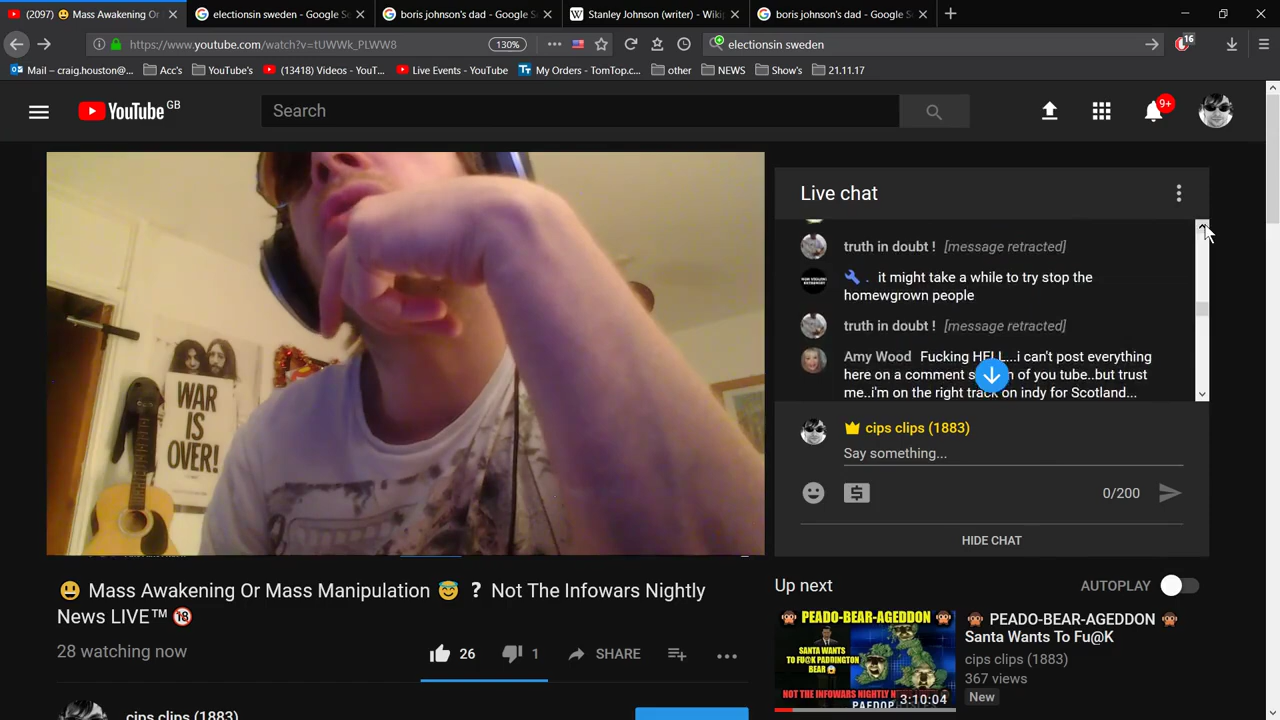 (2097) 😃 Mass Awakening Or
electionsin sweden - Google Se
boris johnson's dad - Google S
Stanley Johnson (writer) - Wiki
boris johnson's dad - Google S
https://www.youtube.com/watch?v=tUWWk_PLWW8
130%
electionsin sweden
16
Mail – craig.houston@...
Acc's
YouTube's
(13418) Videos - YouT...
Live Events - YouTube
My Orders - TomTop.c...
other
NEWS
Show's
21.11.17
YouTube GB
Search
9+
WAR
IS
OVER!
Live chat
truth in doubt ! [message retracted]
. it might take a while to try stop the
homewgrown people
truth in doubt ! [message retracted]
Amy Wood Fucking HELL...i can't post everything
here on a comment s n of you tube..but trust
me..i'm on the right track on indy for Scotland...
cips clips (1883)
Say something...
0/200
HIDE CHAT
😃 Mass Awakening Or Mass Manipulation 😇 ? Not The Infowars Nightly
News LIVE™ 🔞
28 watching now
26
1
SHARE
cips clips (1883)
Up next
AUTOPLAY
PEADO-BEAR-AGEDDON
SANTA WANTS
TO FU@K PADDINGTON
BEAR
NOT THE INFOWARS NIGHTLY N
3:10:04
🙊 PEADO-BEAR-AGEDDON 🙊
Santa Wants To Fu@K
cips clips (1883)
367 views
New